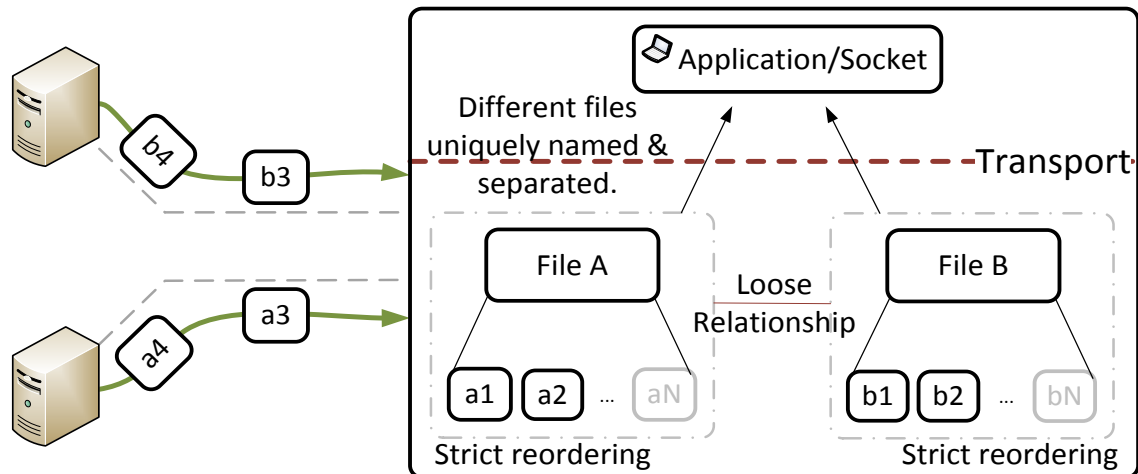 Application/Socket
Different files
uniquely named &
separated.
Transport
b4
b3
a3
a4
File A
File B
Loose
Relationship
a1
a2
...
aN
b1
b2
...
bN
Strict reordering
Strict reordering